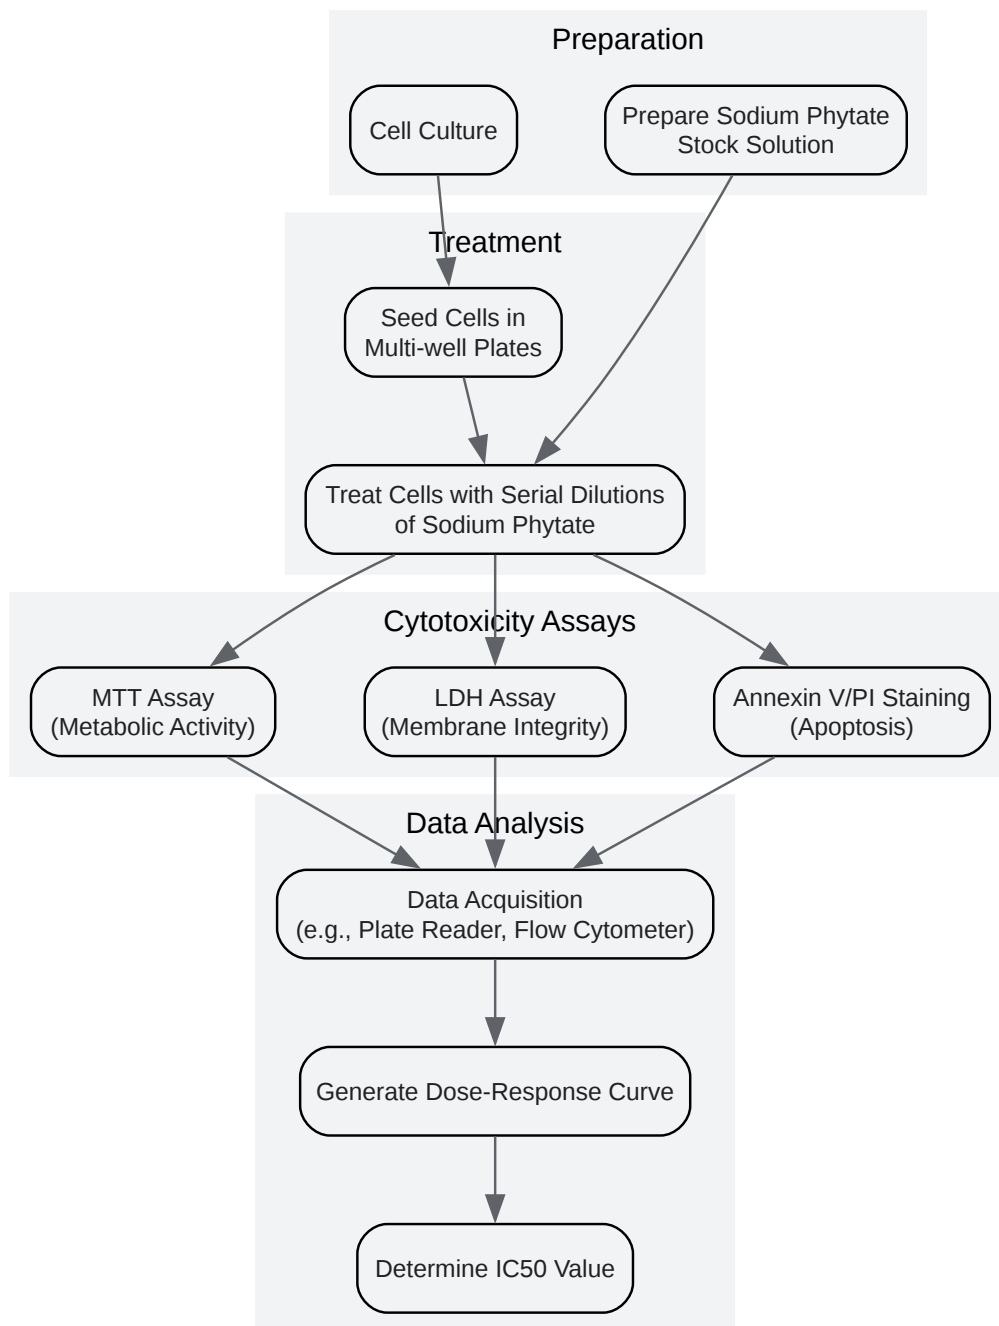 Preparation
Cell Culture
Prepare Sodium Phytate
Stock Solution
Treatment
Seed Cells in
Multi-well Plates
Treat Cells with Serial Dilutions
of Sodium Phytate
Cytotoxicity Assays
MTT Assay
(Metabolic Activity)
LDH Assay
(Membrane Integrity)
Annexin V/PI Staining
(Apoptosis)
Data Analysis
Data Acquisition
(e.g., Plate Reader, Flow Cytometer)
Generate Dose-Response Curve
Determine IC50 Value